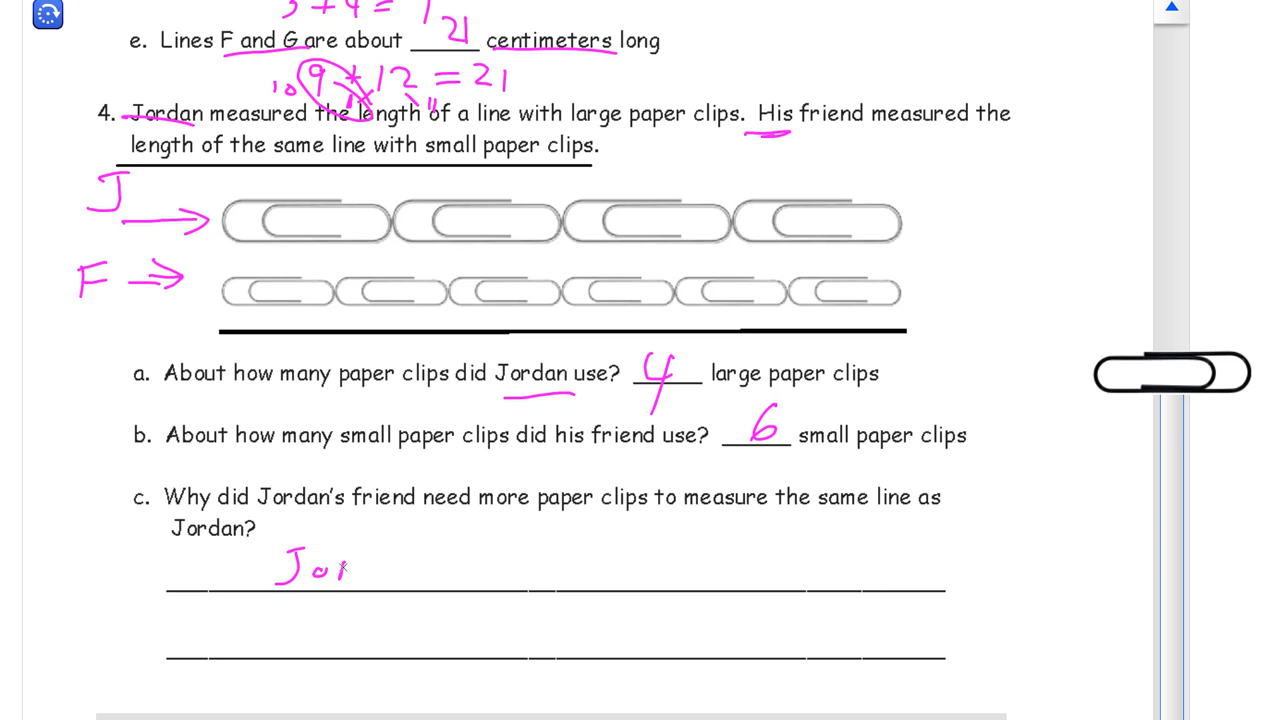 e. Lines F and G are about 21 centimeters long
10 9 + 12 = 21
11
4. Jordan measured the length of a line with large paper clips. His friend measured the
length of the same line with small paper clips.
J
F
a. About how many paper clips did Jordan use? 4 large paper clips
b. About how many small paper clips did his friend use? 6 small paper clips
c. Why did Jordan's friend need more paper clips to measure the same line as
Jordan?
Jor